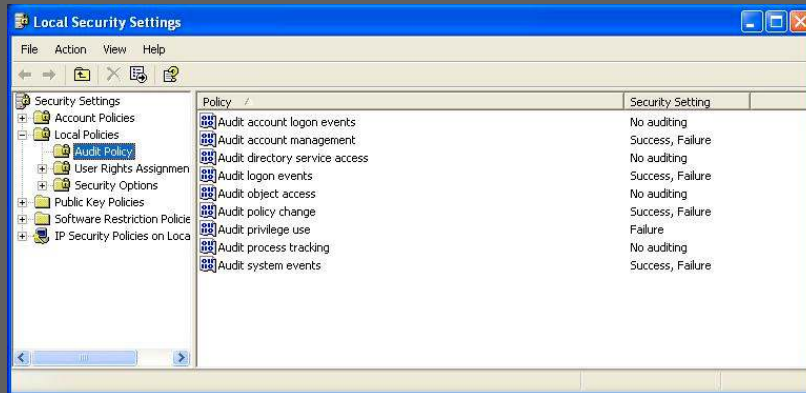 Local Security Settings
File Action View Help
Security Settings
Account Policies
Local Policies
Audit Policy
User Rights Assignmen
Security Options
Public Key Policies
Software Restriction Policie
IP Security Policies on Loca
Policy Security Setting
Audit account logon events No auditing
Audit account management Success, Failure
Audit directory service access No auditing
Audit logon events Success, Failure
Audit object access No auditing
Audit policy change Success, Failure
Audit privilege use Failure
Audit process tracking No auditing
Audit system events Success, Failure